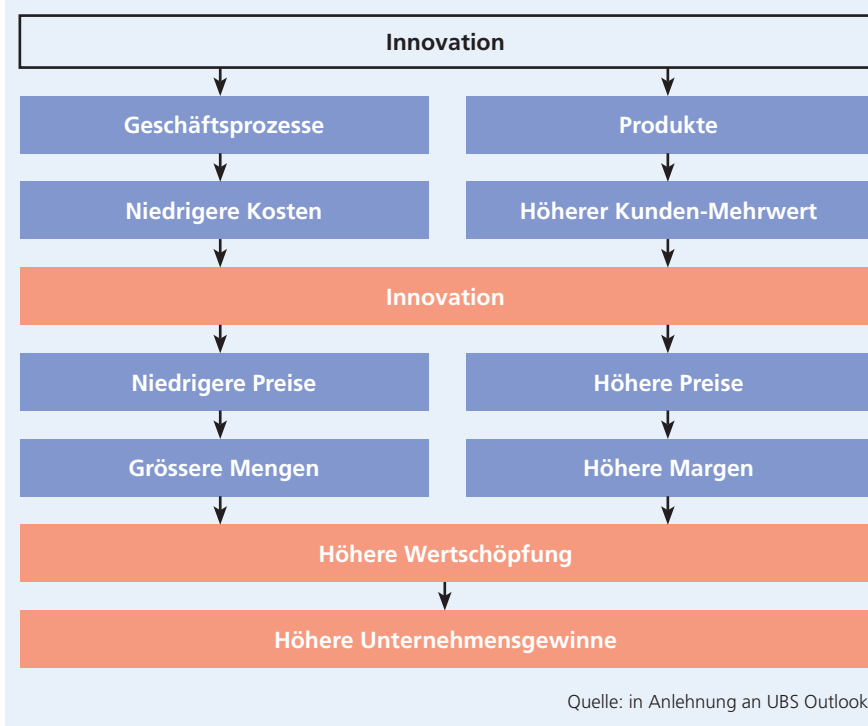 Innovation
Geschäftsprozesse
Produkte
Niedrigere Kosten
Höherer Kunden-Mehrwert
Innovation
Niedrigere Preise
Höhere Preise
Grössere Mengen
Höhere Margen
Höhere Wertschöpfung
Höhere Unternehmensgewinne
Quelle: in Anlehnung an UBS Outlook